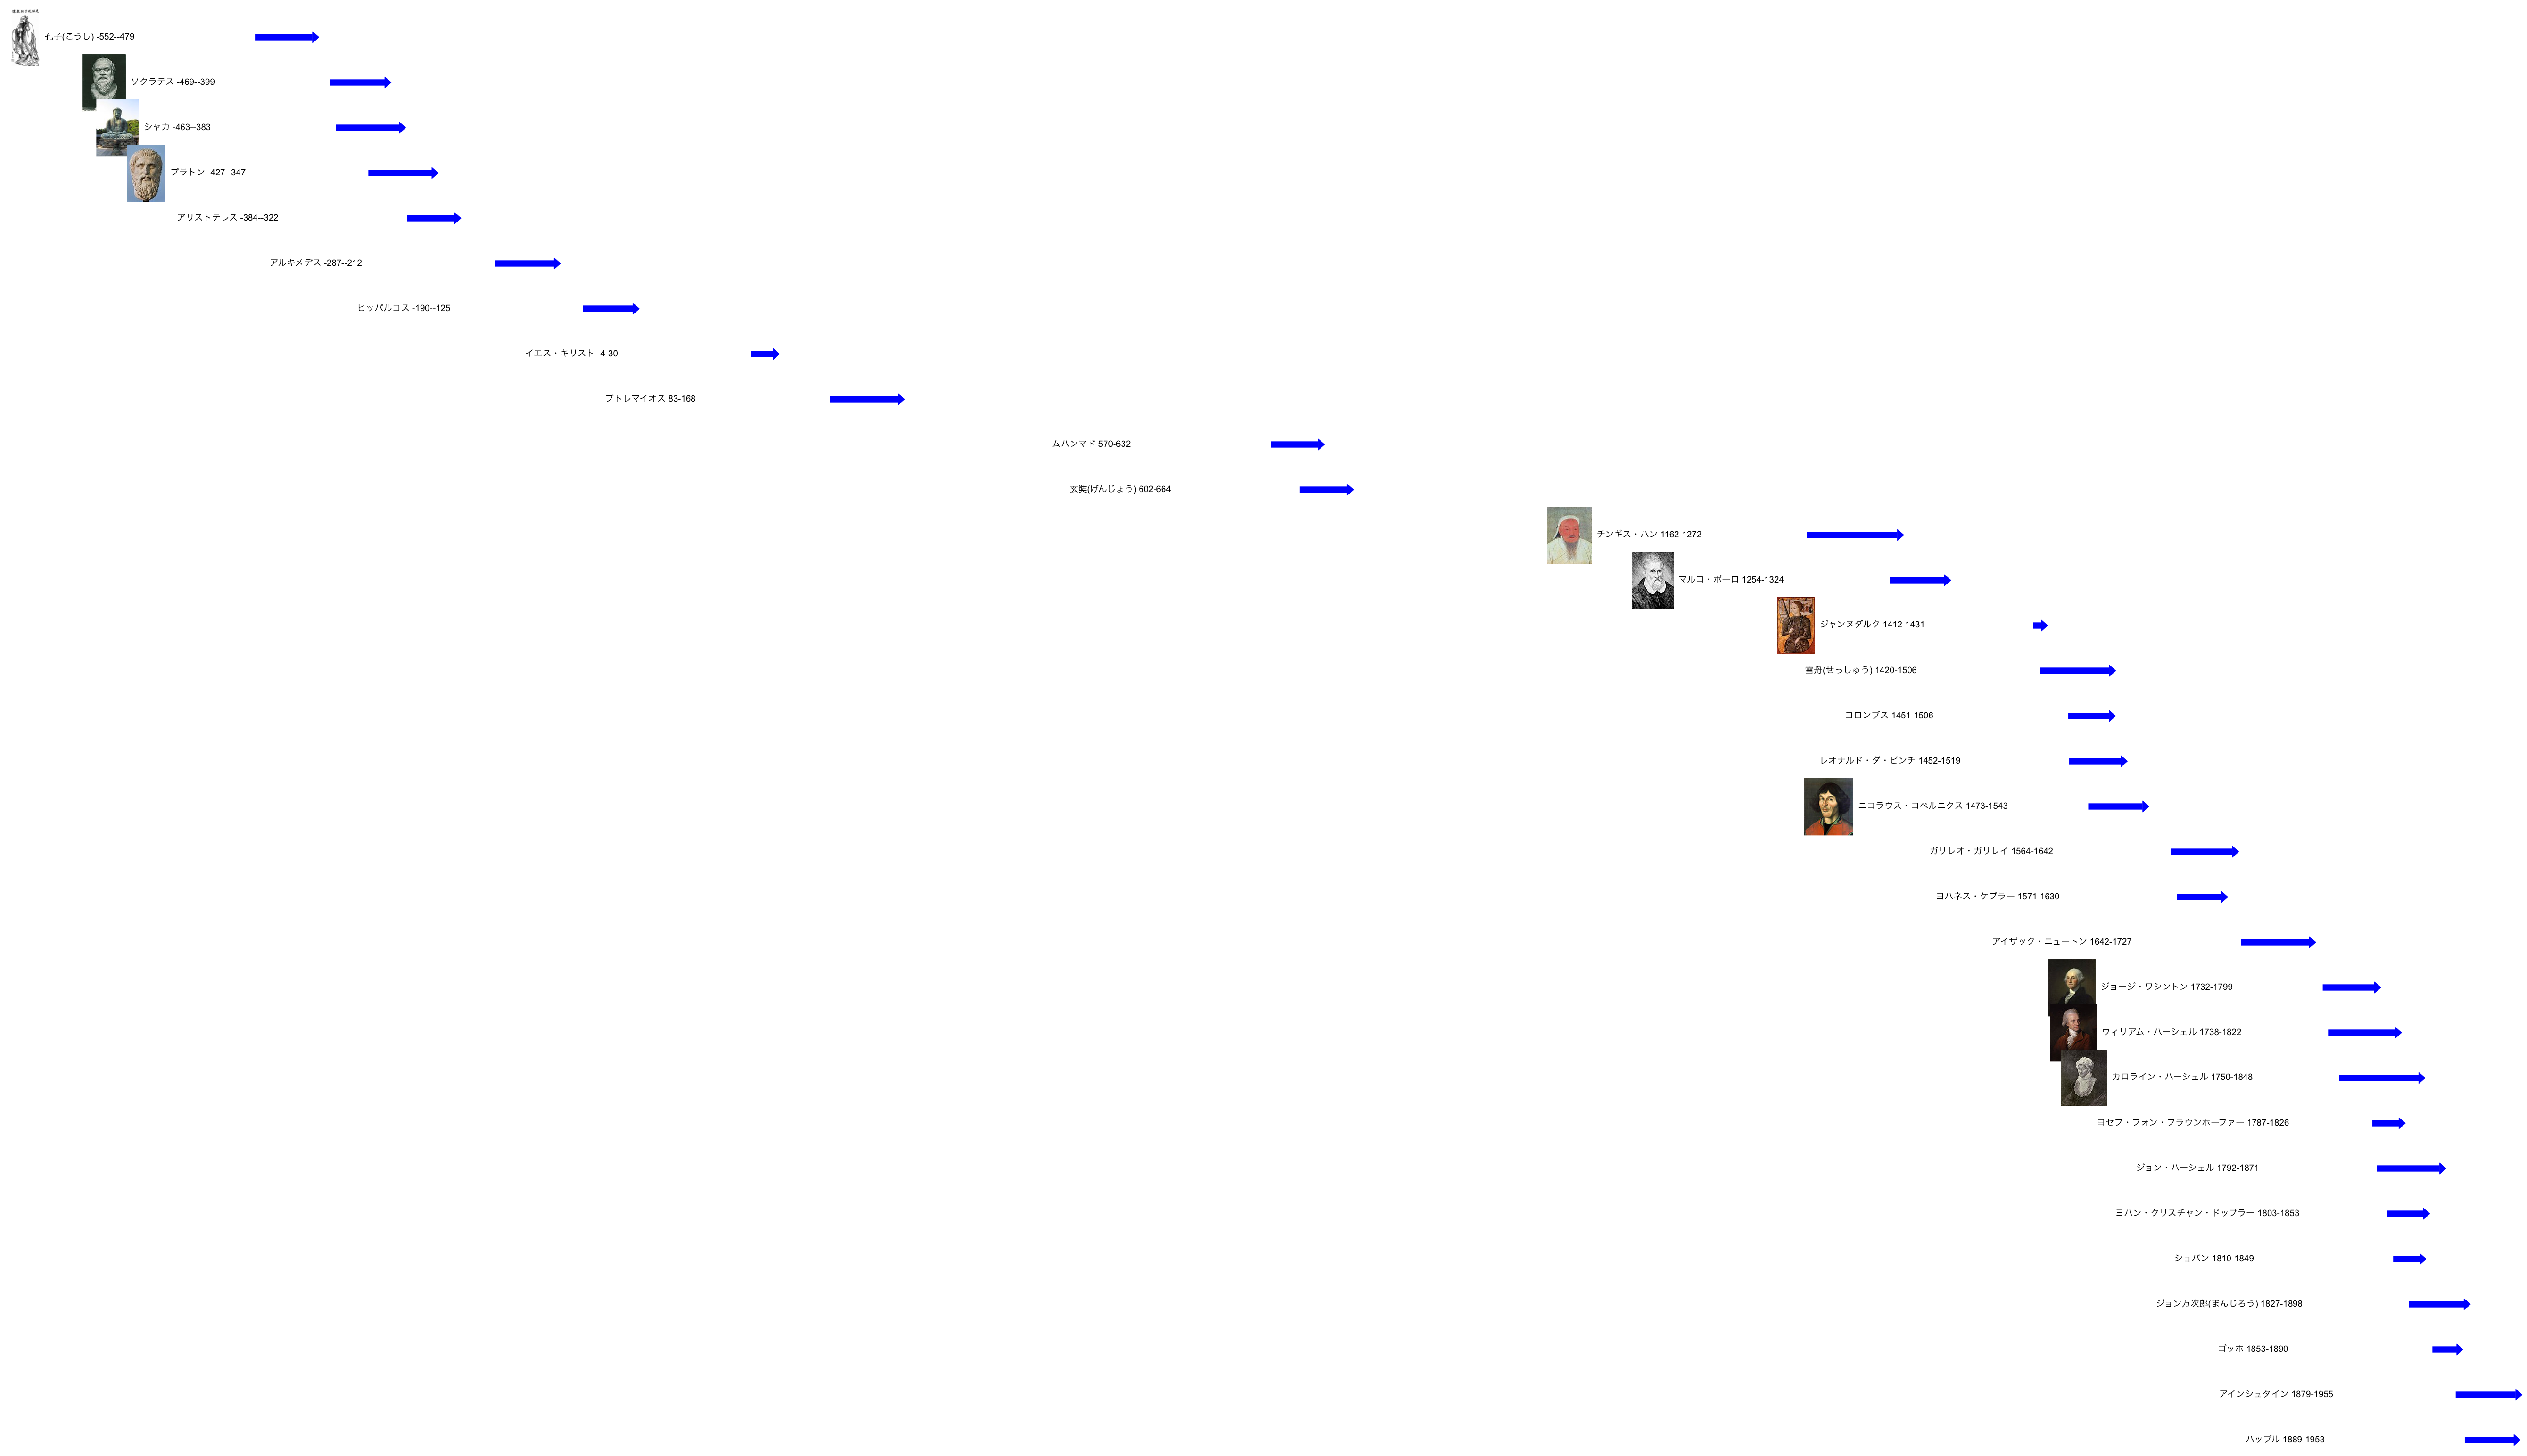 孔子(こうし) -552--479
ソクラテス -469--399
シャカ -463--383
プラトン -427--347
アリストテレス -384--322
アルキメデス -287--212
ヒッパルコス -190--125
イエス・キリスト -4-30
プトレマイオス 83-168
ムハンマド 570-632
玄奘(げんじょう) 602-664
チンギス・ハン 1162-1272
マルコ・ポーロ 1254-1324
ジャンヌダルク 1412-1431
雪舟(せっしゅう) 1420-1506
コロンブス 1451-1506
レオナルド・ダ・ビンチ 1452-1519
ニコラウス・コペルニクス 1473-1543
ガリレオ・ガリレイ 1564-1642
ヨハネス・ケプラー 1571-1630
アイザック・ニュートン 1642-1727
ジョージ・ワシントン 1732-1799
ウィリアム・ハーシェル 1738-1822
カロライン・ハーシェル 1750-1848
ヨセフ・フォン・フラウンホーファー 1787-1826
ジョン・ハーシェル 1792-1871
ヨハン・クリスチャン・ドップラー 1803-1853
ショパン 1810-1849
ジョン万次郎(まんじろう) 1827-1898
ゴッホ 1853-1890
アインシュタイン 1879-1955
ハッブル 1889-1953